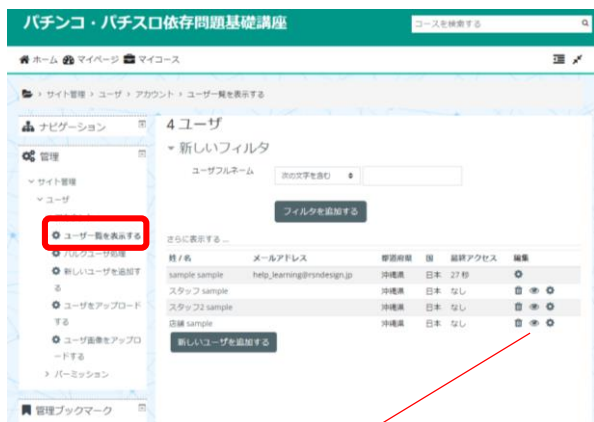 パチンコ・パチスロ依存問題基礎講座
コースを検索する
ホーム マイページ マイコース
サイト管理 › ユーザ › アカウント › ユーザ一覧を表示する
ナビゲーション
管理
サイト管理
ユーザ
ユーザ一覧を表示する
バルクユーザ処理
新しいユーザを追加す
る
ユーザをアップロード
する
ユーザ画像をアップロ
ードする
パーミッション
管理ブックマーク
4 ユーザ
新しいフィルタ
ユーザフルネーム 次の文字を含む
フィルタを追加する
さらに表示する ...
姓 / 名 メールアドレス 都道府県 国 最終アクセス 編集
sample sample help_learning@rsndesign.jp 沖縄県 日本 27 秒
スタッフ sample 沖縄県 日本 なし
スタッフ2 sample 沖縄県 日本 なし
店舗 sample 沖縄県 日本 なし
新しいユーザを追加する